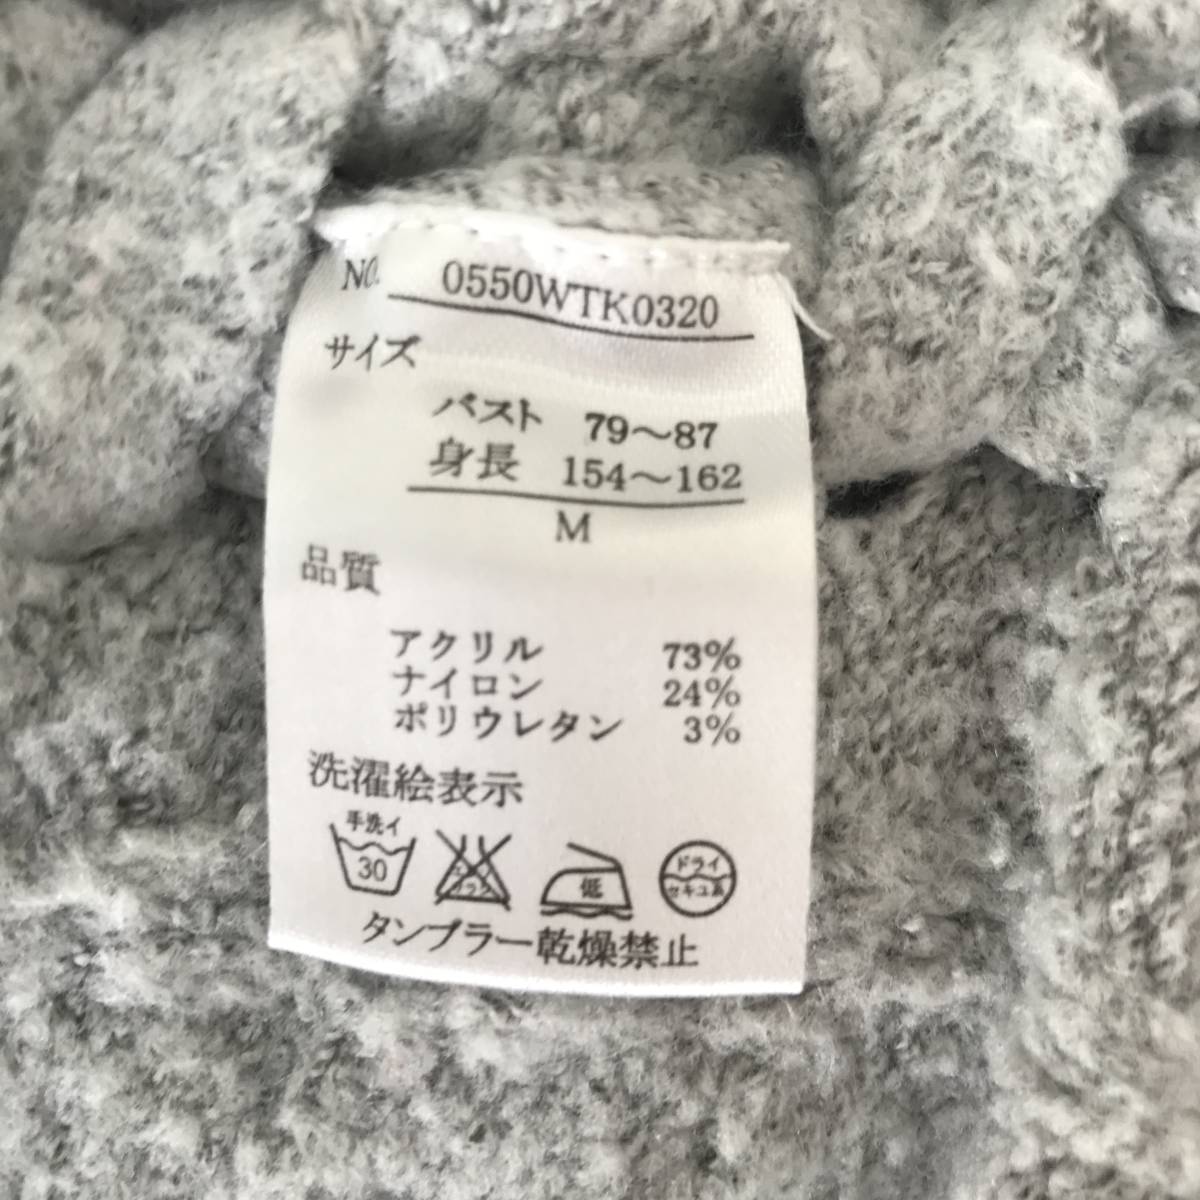 NO. 0550WTK0320
サイズ
バスト 79〜87
身長 154〜162
M
品質
アクリル 73%
ナイロン 24%
ポリウレタン 3%
洗濯絵表示
手洗イ
30
低
ドライ
セキユ系
タンブラー乾燥禁止